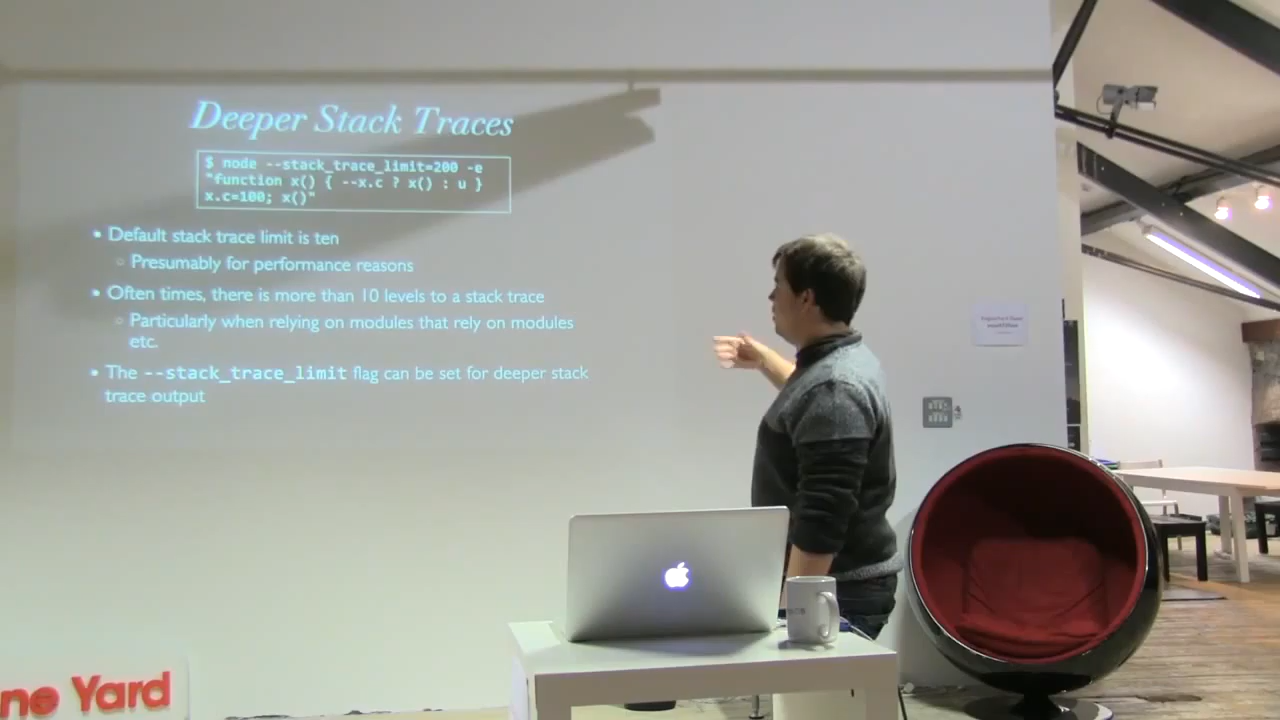 Deeper Stack Traces
$ node --stack_trace_limit=200 -e
"function x() { --x.c ? x() : u }
x.c=100; x()"
• Default stack trace limit is ten
◦ Presumably for performance reasons
• Often times, there is more than 10 levels to a stack trace
◦ Particularly when relying on modules that rely on modules
etc.
• The --stack_trace_limit flag can be set for deeper stack
trace output
ne Yard